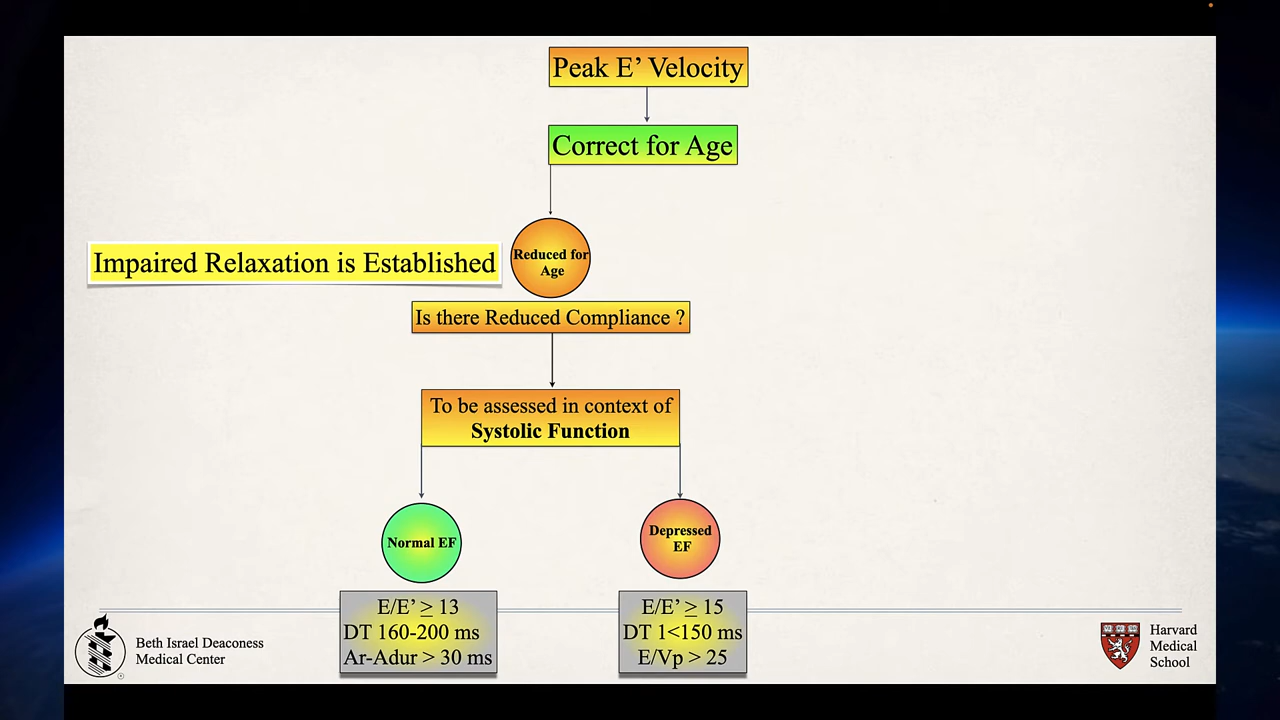 Peak E’ Velocity
Correct for Age
Reduced for
Age
Impaired Relaxation is Established
Is there Reduced Compliance ?
To be assessed in context of
Systolic Function
Normal EF
Depressed
EF
E/E’ ≥ 13
DT 160-200 ms
Ar-Adur > 30 ms
E/E’ ≥ 15
DT 1<150 ms
E/Vp > 25
Beth Israel Deaconess
Medical Center
Harvard
Medical
School